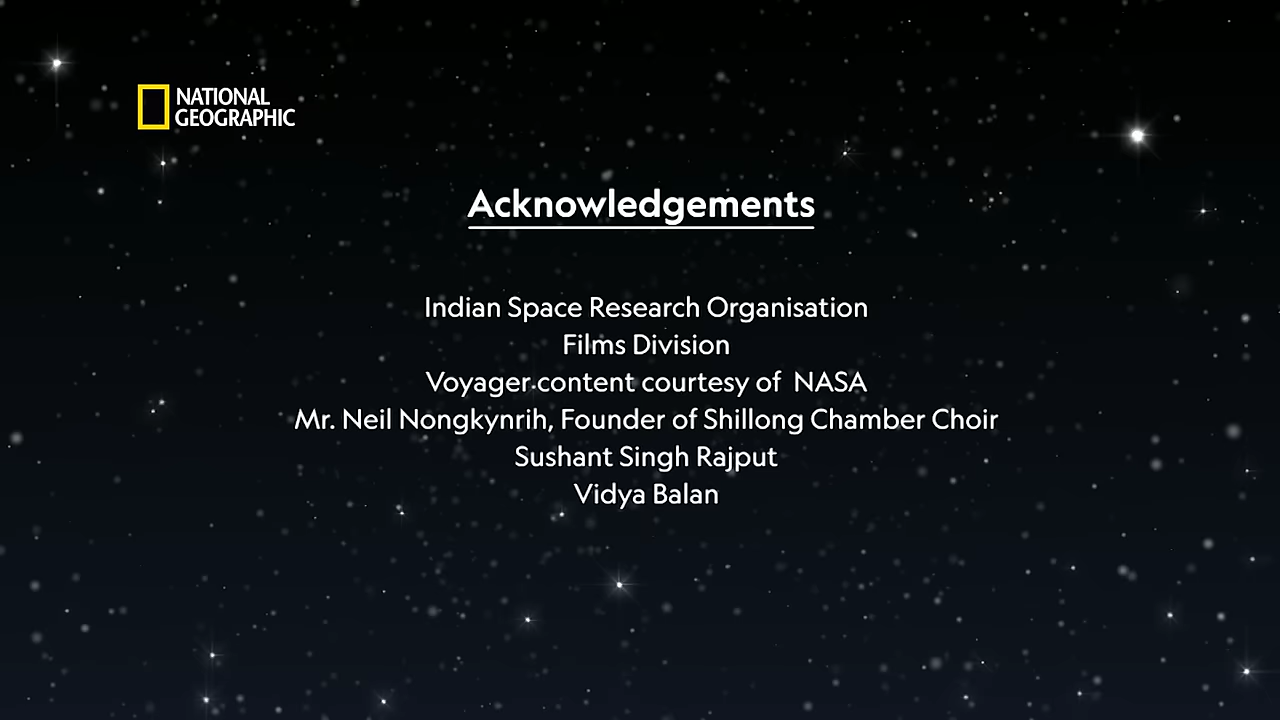 NATIONAL
GEOGRAPHIC
Acknowledgements
Indian Space Research Organisation
Films Division
Voyager content courtesy of NASA
Mr. Neil Nongkynrih, Founder of Shillong Chamber Choir
Sushant Singh Rajput
Vidya Balan